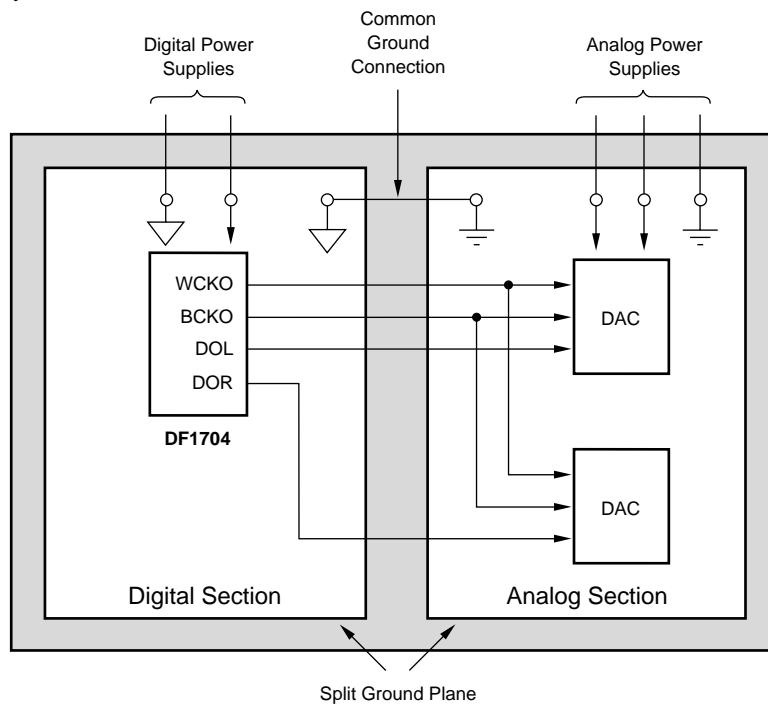 Common
Ground
Connection
Digital Power
Supplies
Analog Power
Supplies
WCKO
BCKO
DOL
DOR
DF1704
DAC
DAC
Digital Section
Analog Section
Split Ground Plane